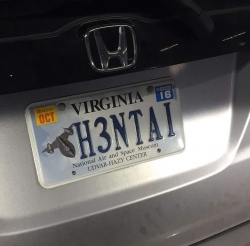 VIRGINIA
OCT
16
H3NTAI
National Air and Space Museum
UDVAR-HAZY CENTER